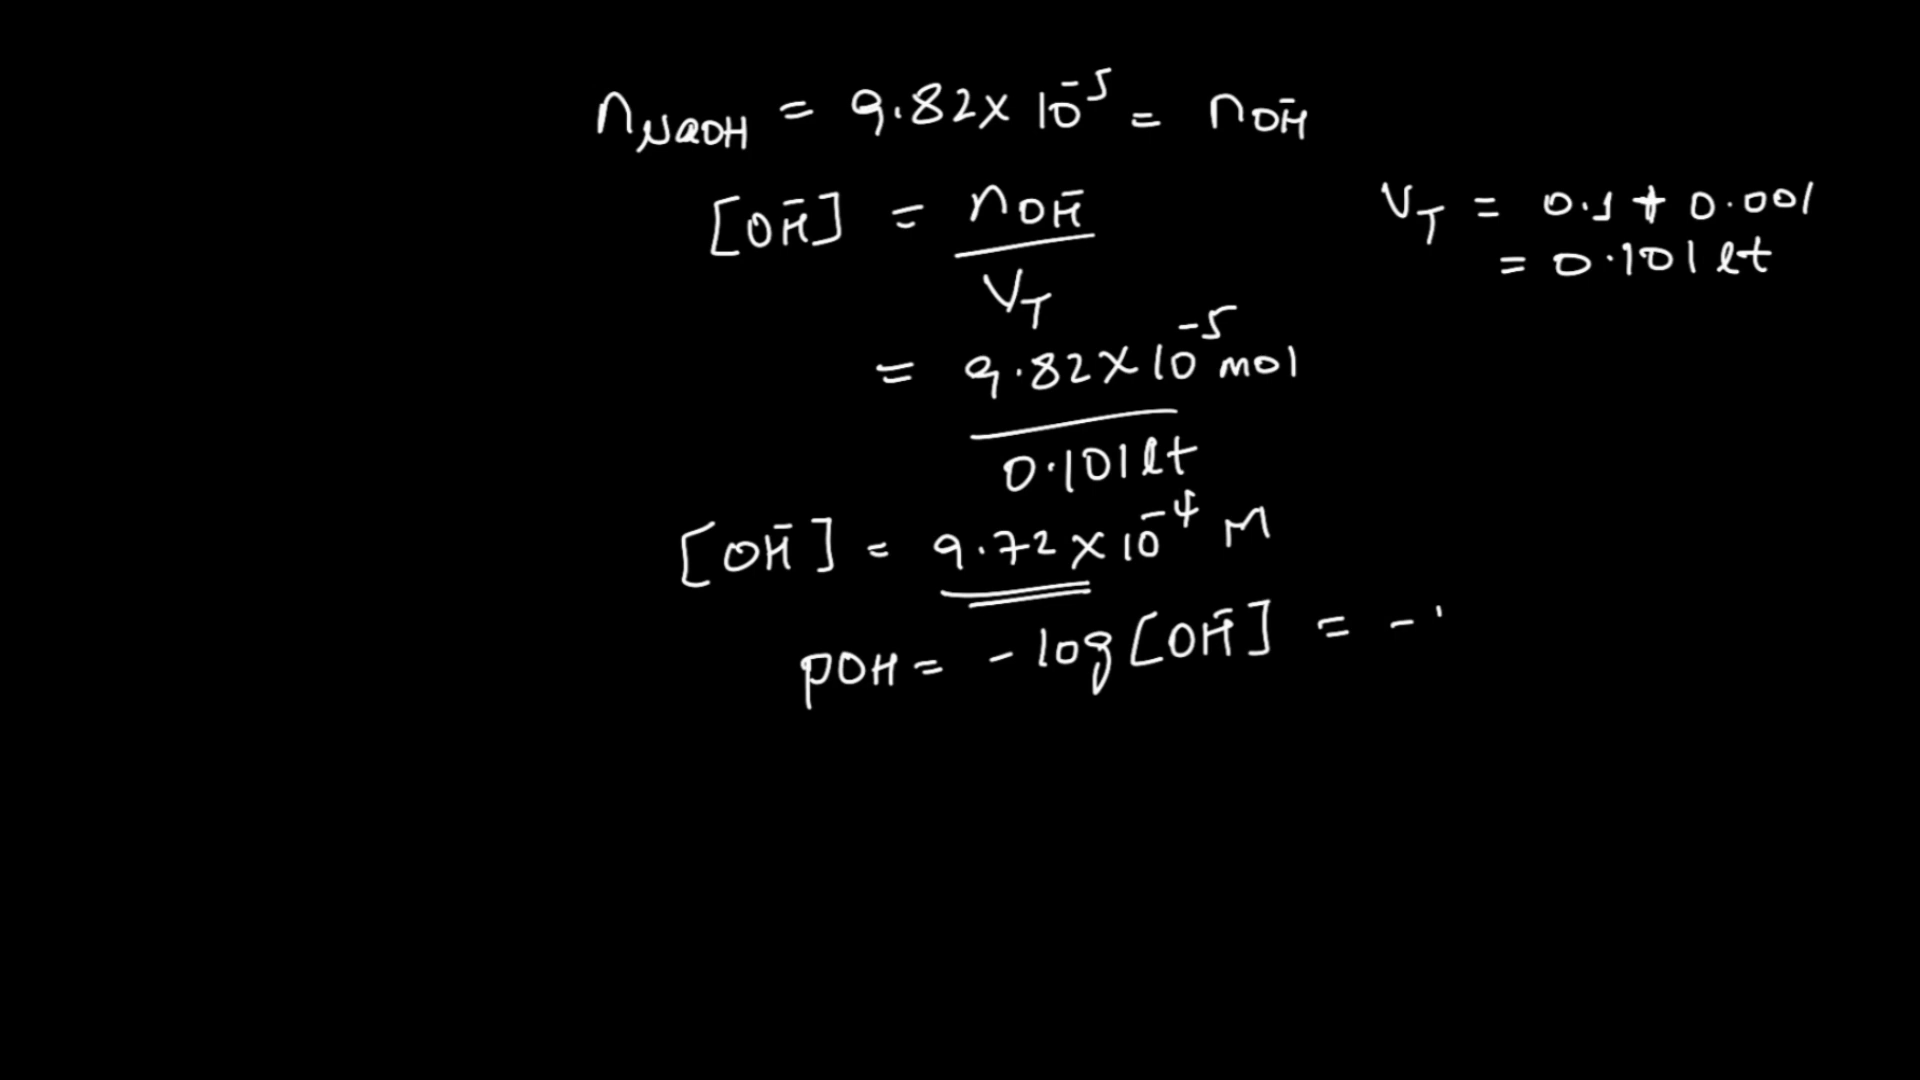 n_NaOH = 9.82 x 10^-5 = n_OH^-
[OH^-] = n_OH^- / V_T
V_T = 0.1 + 0.001
= 0.101 lt
= 9.82 x 10^-5 mol / 0.101 lt
[OH^-] = 9.72 x 10^-4 M
pOH = - log [OH^-] = -